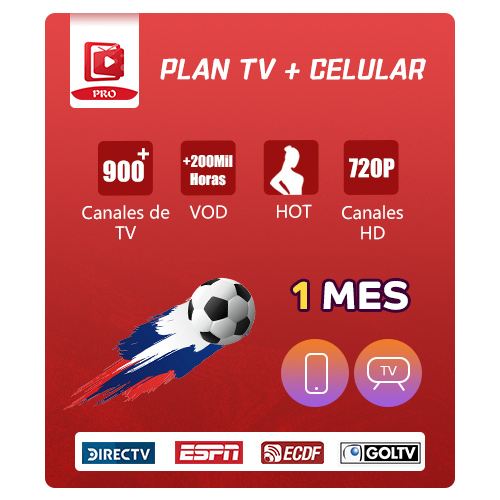 PRO
PLAN TV + CELULAR
900+
Canales de
TV
+200Mil
Horas
VOD
HOT
720P
Canales
HD
1 MES
TV
DIRECTV
ESPN
ECDF
GOLTV